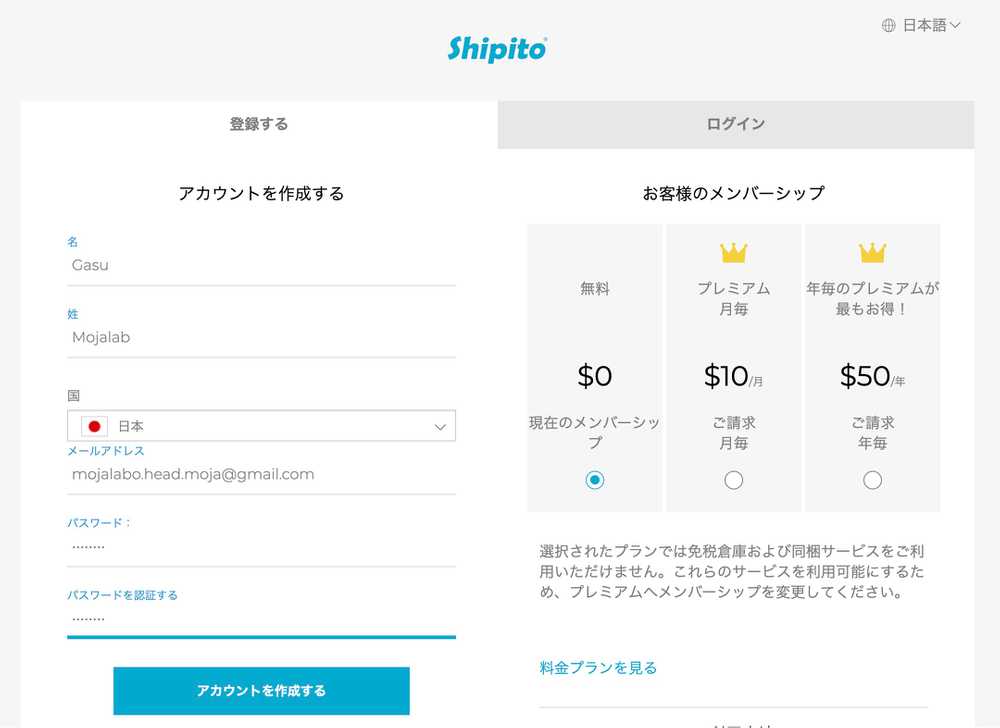 日本語
Shipito
登録する
ログイン
アカウントを作成する
名
Gasu
姓
Mojalab
国
日本
メールアドレス
mojalabo.head.moja@gmail.com
パスワード：
········
パスワードを認証する
········
アカウントを作成する
お客様のメンバーシップ
無料
$0
現在のメンバーシッ
プ
プレミアム
月毎
$10/月
ご請求
月毎
年毎のプレミアムが
最もお得！
$50/年
ご請求
年毎
選択されたプランでは免税倉庫および同梱サービスをご利
用いただけません。これらのサービスを利用可能にするた
め、プレミアムへメンバーシップを変更してください。
料金プランを見る